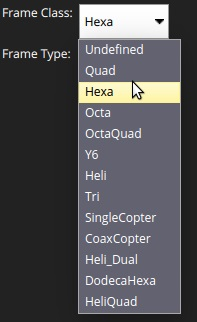 Frame Class: Hexa
Frame Type:
Undefined
Quad
Hexa
Octa
OctaQuad
Y6
Heli
Tri
SingleCopter
CoaxCopter
Heli_Dual
DodecaHexa
HeliQuad